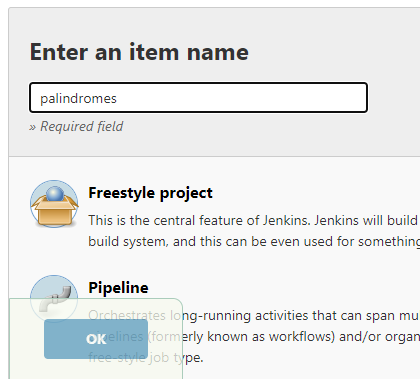 Enter an item name
palindromes
» Required field
Freestyle project
This is the central feature of Jenkins. Jenkins will build
build system, and this can be even used for something
Pipeline
Orchestrates long-running activities that can span mu
Pipelines (formerly known as workflows) and/or organ
free-style job type.
OK